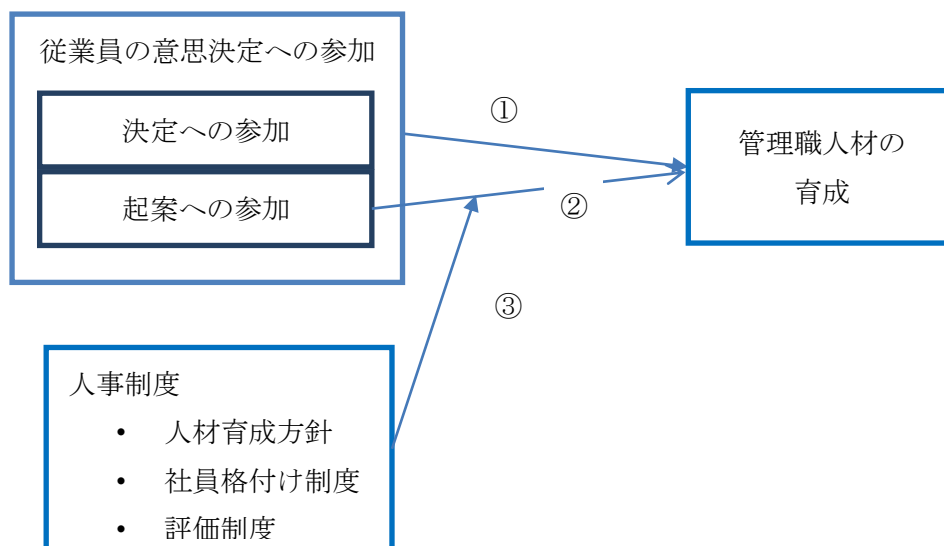 従業員の意思決定への参加
決定への参加
起案への参加
①
②
③
管理職人材の
育成
人事制度
• 人材育成方針
• 社員格付け制度
• 評価制度